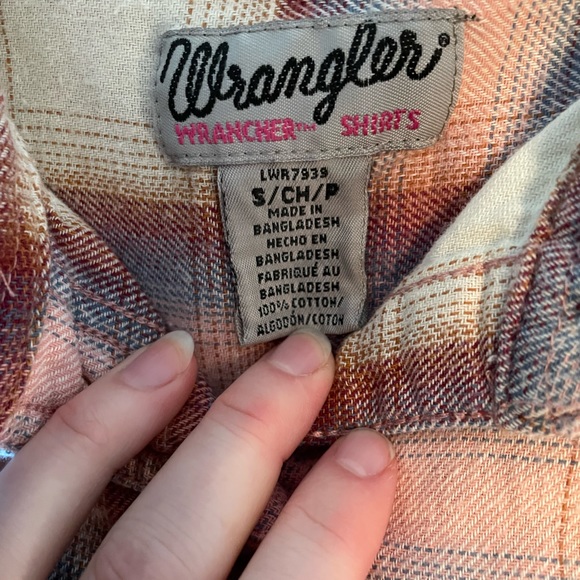 Wrangler®
WRANCHER™ SHIRTS
LWR7939
S/CH/P
MADE IN
BANGLADESH
HECHO EN
BANGLADESH
FABRIQUÉ AU
BANGLADESH
100% COTTON/
ALGODÓN/COTON